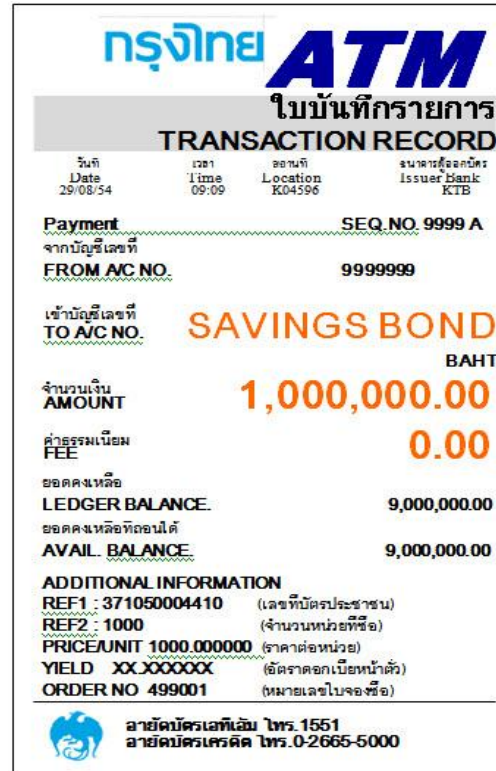 กรุงไทย ATM
ใบบันทึกรายการ
TRANSACTION RECORD
วันที่ เวลา สถานที่ ธนาคารผู้ออกบัตร
Date Time Location Issuer Bank
29/08/54 09:09 K04596 KTB
Payment SEQ.NO. 9999 A
จากบัญชีเลขที่
FROM A/C NO. 9999999
เข้าบัญชีเลขที่
TO A/C NO. SAVINGS BOND
BAHT
จำนวนเงิน
AMOUNT 1,000,000.00
ค่าธรรมเนียม
FEE 0.00
ยอดคงเหลือ
LEDGER BALANCE. 9,000,000.00
ยอดคงเหลือที่ถอนได้
AVAIL. BALANCE. 9,000,000.00
ADDITIONAL INFORMATION
REF1 : 371050004410 (เลขที่บัตรประชาชน)
REF2 : 1000 (จำนวนหน่วยที่ซื้อ)
PRICE/UNIT 1000.000000 (ราคาต่อหน่วย)
YIELD XX.XXXXXX (อัตราดอกเบี้ยหน้าตั๋ว)
ORDER NO 499001 (หมายเลขใบจองซื้อ)
อายัดบัตรเอทีเอ็ม โทร.1551
อายัดบัตรเครดิต โทร.0-2665-5000